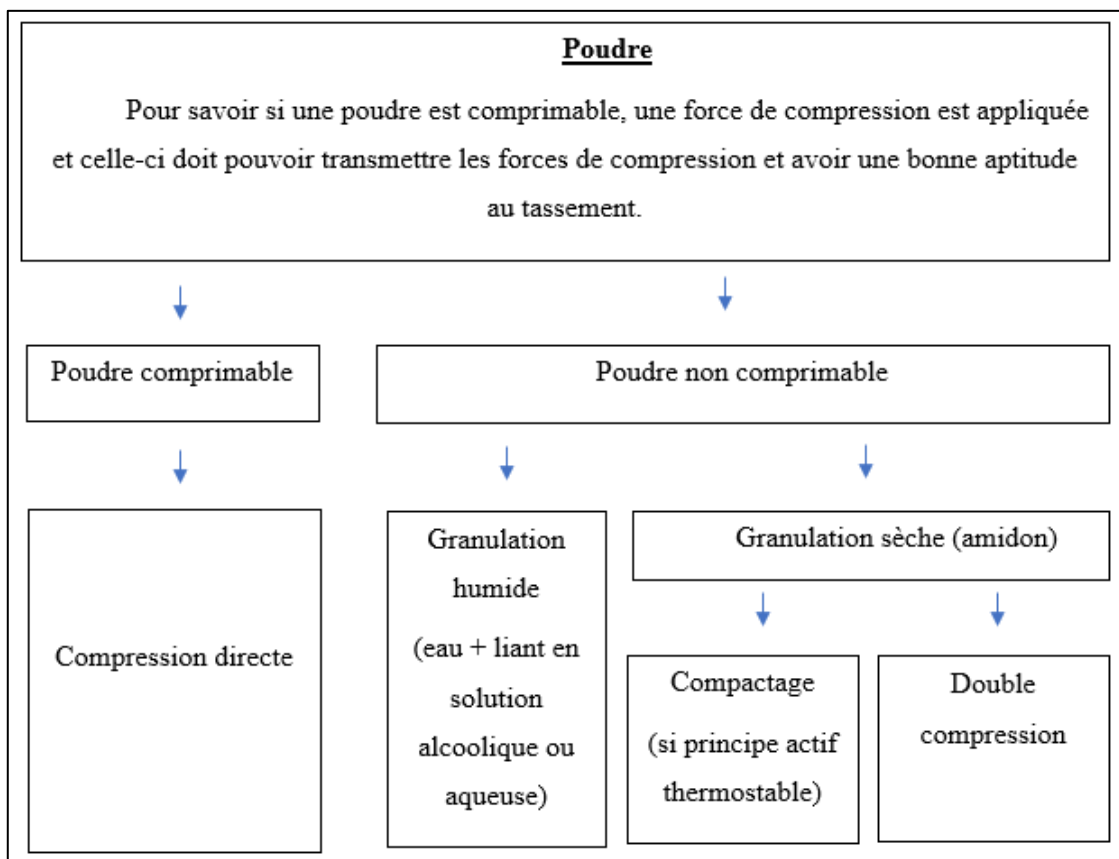 Poudre
Pour savoir si une poudre est comprimable, une force de compression est appliquée
et celle-ci doit pouvoir transmettre les forces de compression et avoir une bonne aptitude
au tassement.
Poudre comprimable
Poudre non comprimable
Compression directe
Granulation
humide
(eau + liant en
solution
alcoolique ou
aqueuse)
Granulation sèche (amidon)
Compactage
(si principe actif
thermostable)
Double
compression